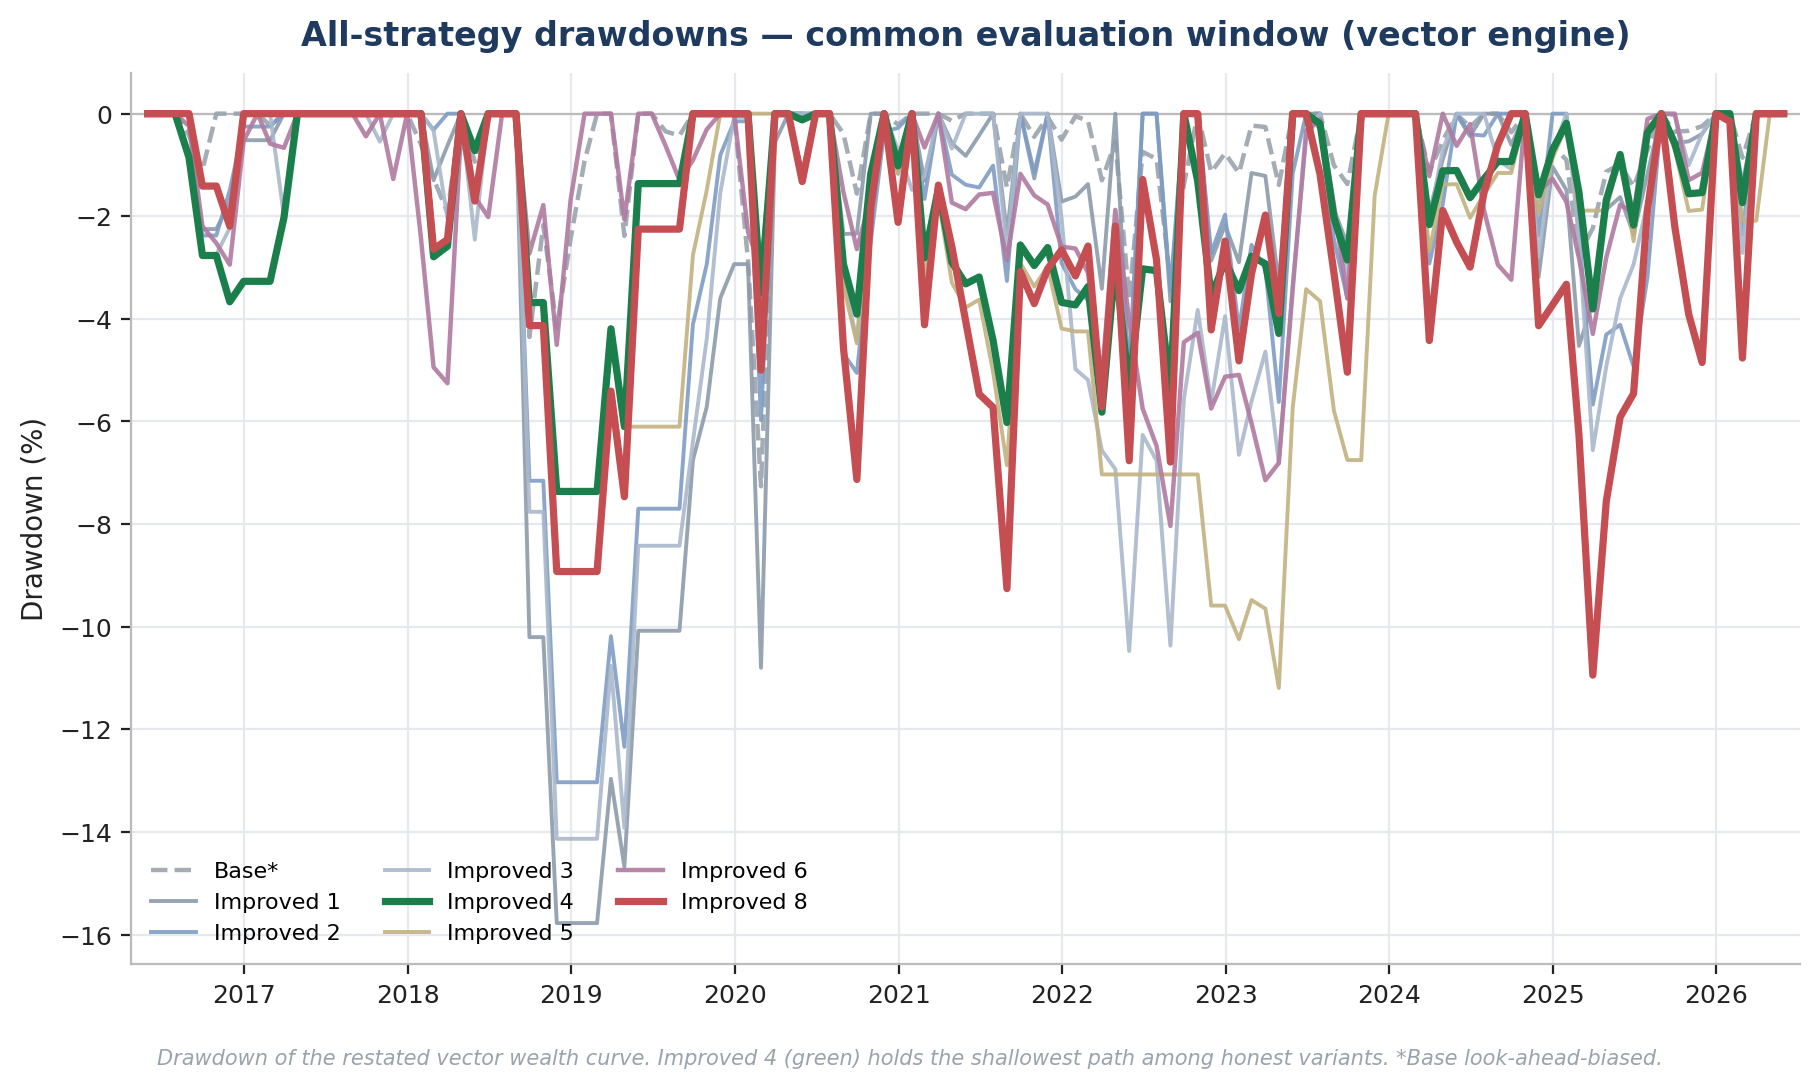 All-strategy drawdowns — common evaluation window (vector engine)
Drawdown (%)
0
−2
−4
−6
−8
−10
−12
−14
−16
Base*
Improved 1
Improved 2
Improved 3
Improved 4
Improved 5
Improved 6
Improved 8
2017 2018 2019 2020 2021 2022 2023 2024 2025 2026
Drawdown of the restated vector wealth curve. Improved 4 (green) holds the shallowest path among honest variants. *Base look-ahead-biased.